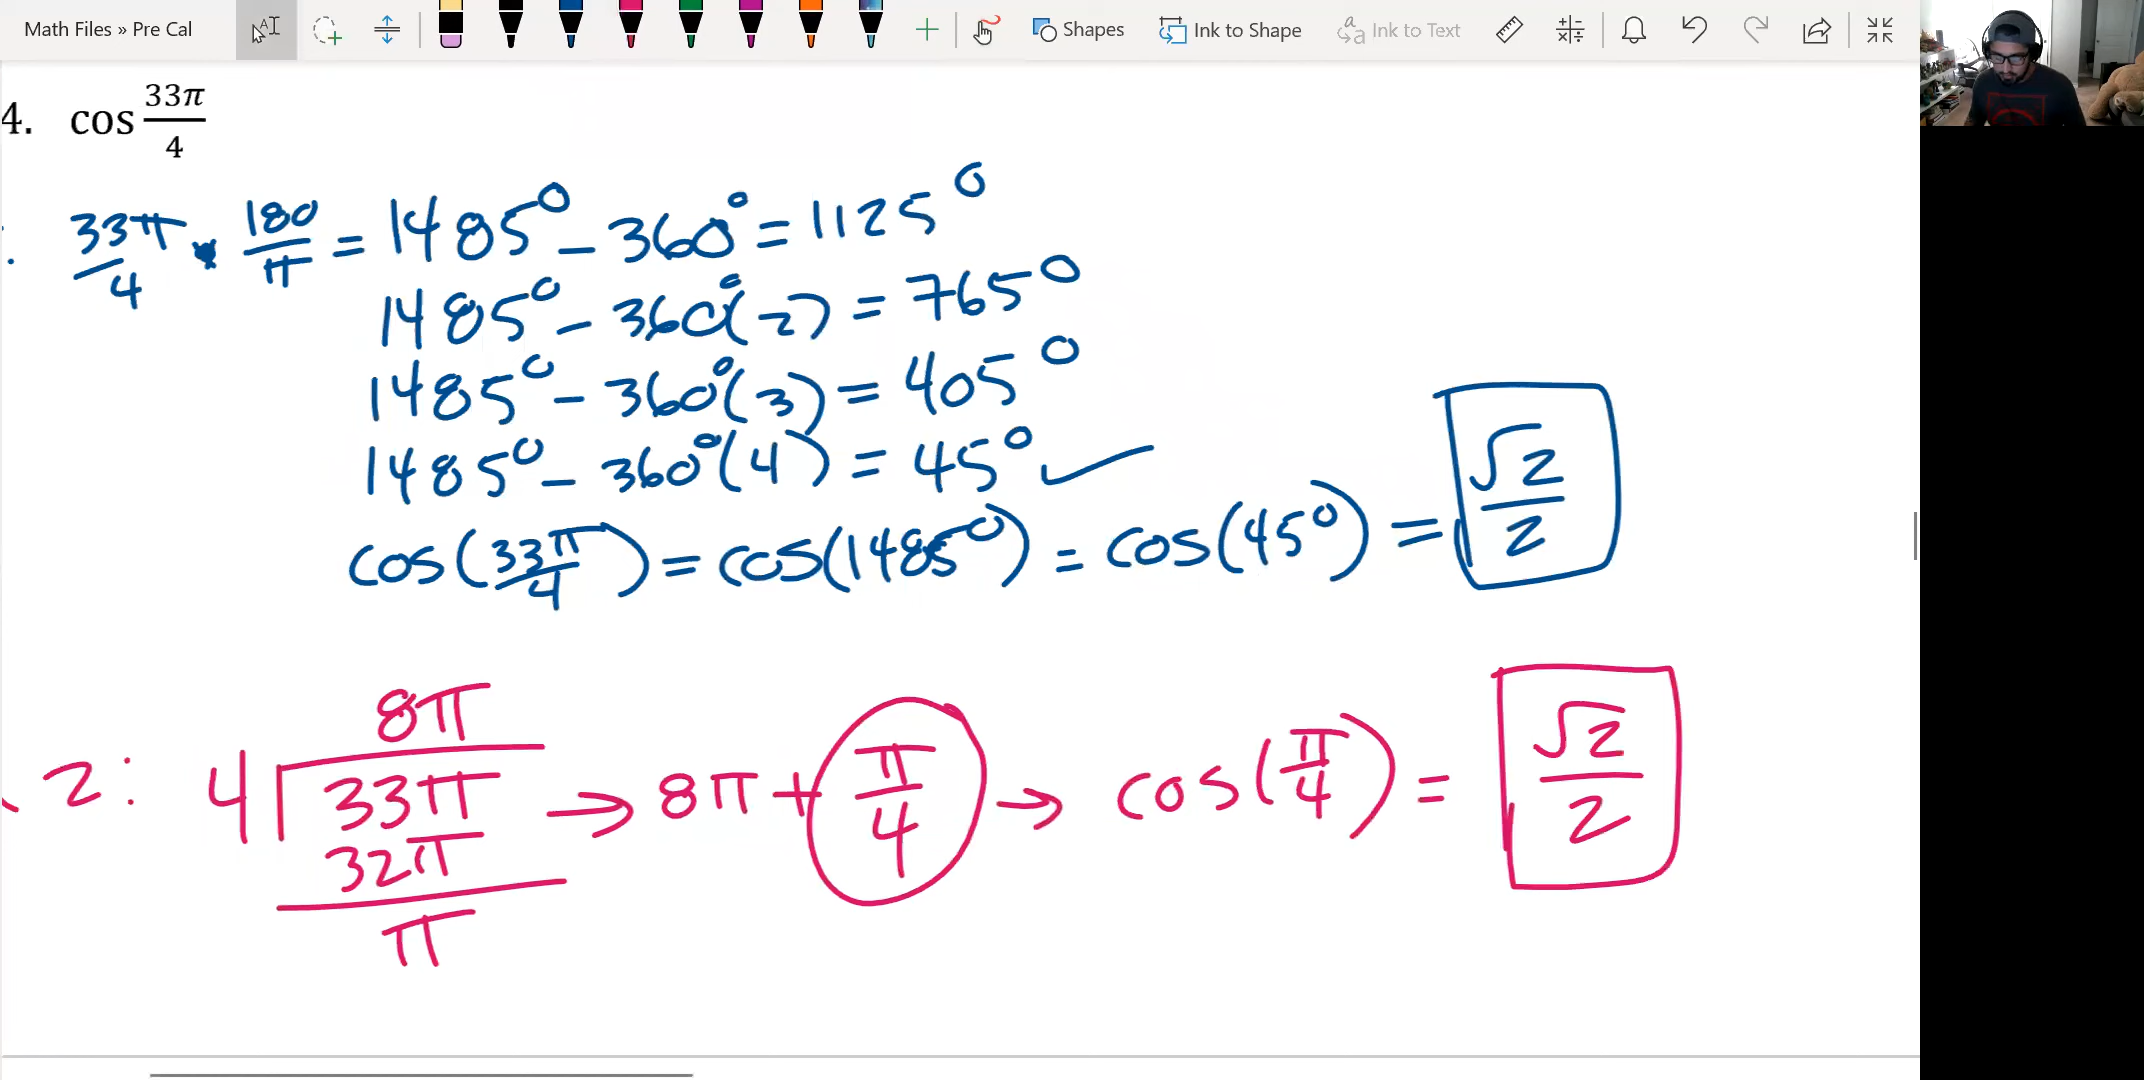 Math Files » Pre Cal
Shapes
Ink to Shape
Ink to Text
4. cos 33π/4
33π/4 • 180/π = 1485° - 360° = 1125°
1485° - 360°(2) = 765°
1485° - 360°(3) = 405°
1485° - 360°(4) = 45° ✓
cos(33π/4) = cos(1485°) = cos(45°) = √2/2
8π
2: 4 33π → 8π + π/4 → cos(π/4) = √2/2
32π
π